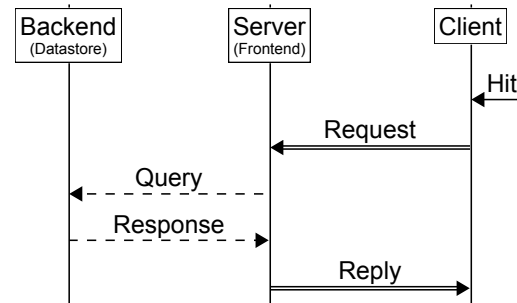 Backend
(Datastore)
Server
(Frontend)
Client
Hit
Request
Query
Response
Reply